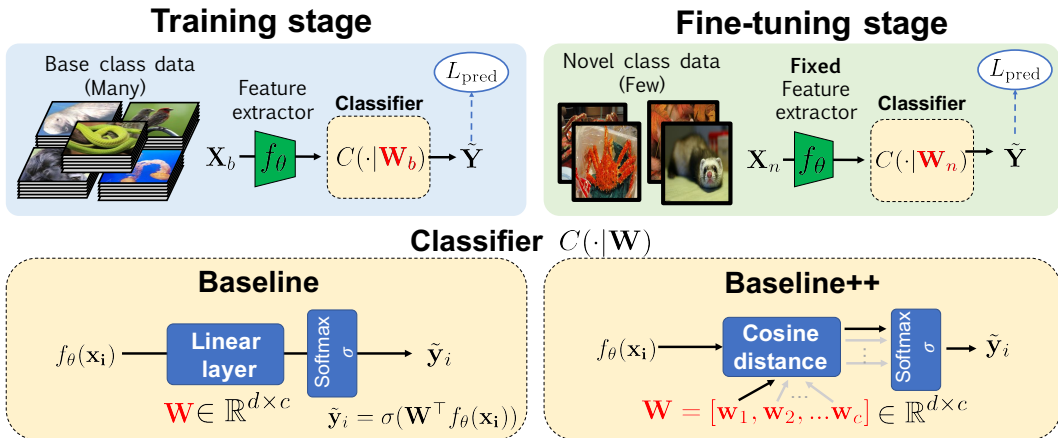 Training stage
Base class data
(Many)
Feature
extractor
Classifier
L_pred
X_b
f_θ
C(·|W_b)
Ỹ
Fine-tuning stage
Novel class data
(Few)
Fixed
Feature
extractor
Classifier
L_pred
X_n
f_θ
C(·|W_n)
Ỹ
Classifier C(·|W)
Baseline
f_θ(x_i)
Linear
layer
Softmax
σ
ỹ_i
W ∈ ℝ^{d×c}
ỹ_i = σ(W^⊤ f_θ(x_i))
Baseline++
f_θ(x_i)
Cosine
distance
...
⋮
Softmax
σ
ỹ_i
W = [w_1, w_2, ...w_c] ∈ ℝ^{d×c}